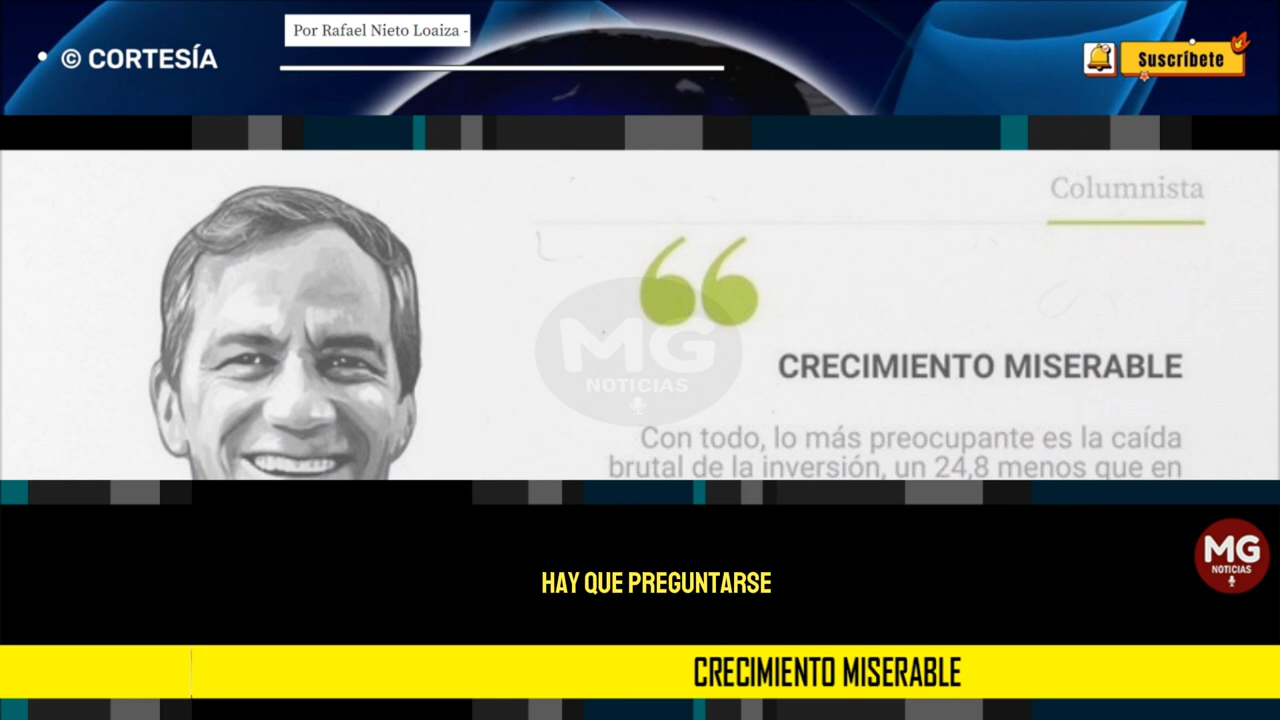 Por Rafael Nieto Loaiza -
© CORTESÍA
Suscríbete
Columnista
MG
NOTICIAS
CRECIMIENTO MISERABLE
Con todo, lo más preocupante es la caída
brutal de la inversión, un 24,8 menos que en
MG
NOTICIAS
HAY QUE PREGUNTARSE
CRECIMIENTO MISERABLE